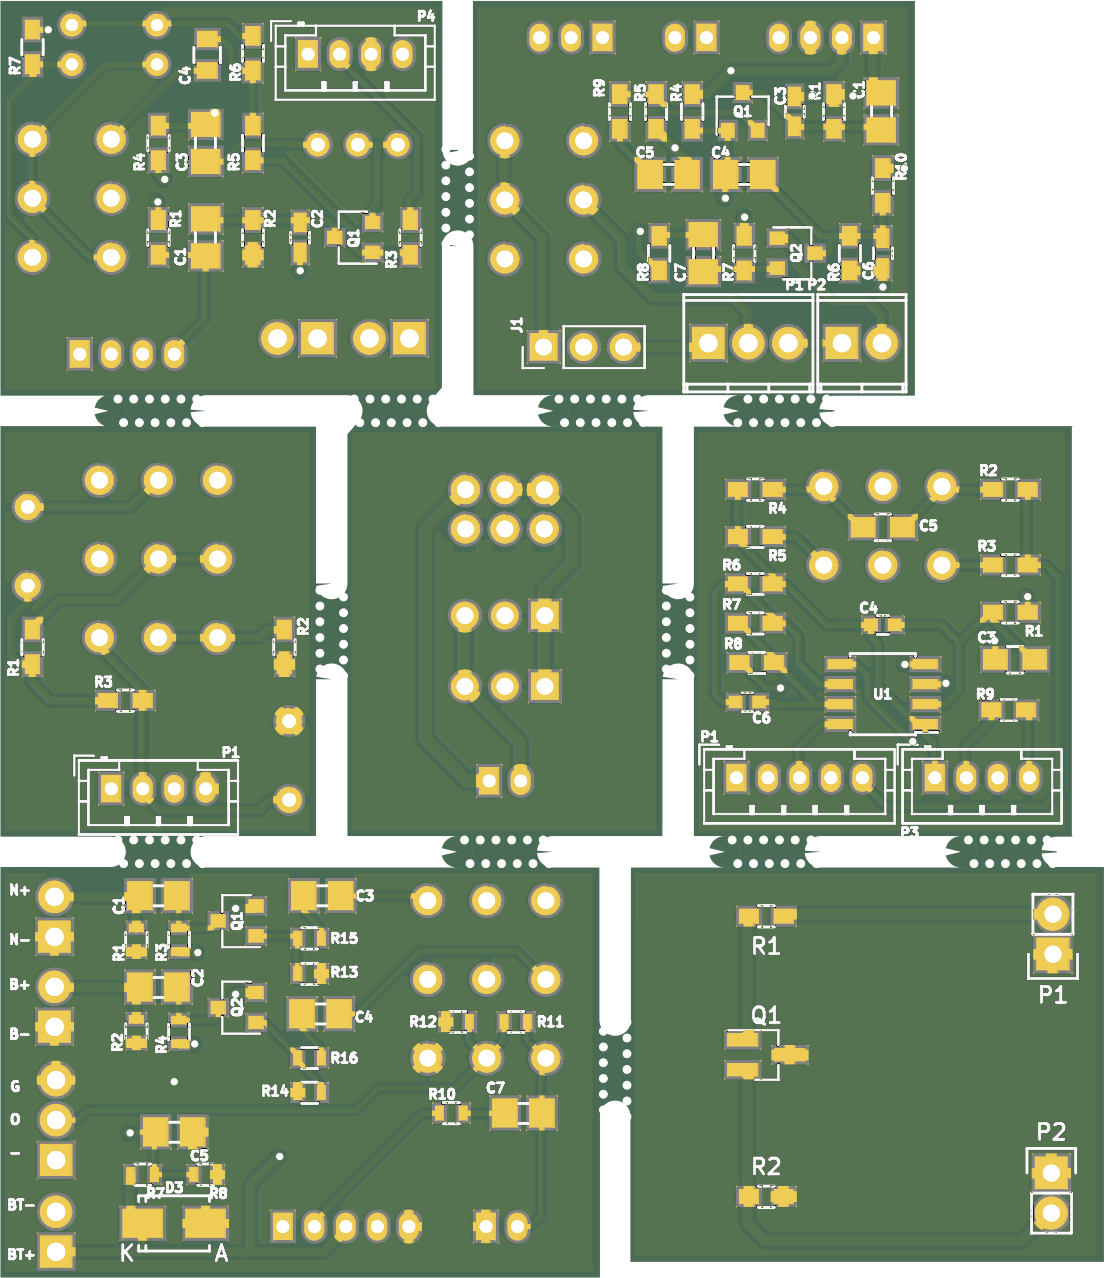 P4
R7
C4
R6
R4
C3
R5
R1
C1
R2
C2
Q1
R3
R9
R5
R4
Q1
C3
R1
C1
C5
C4
R10
R8
C7
R7
Q2
R6
C6
P1
P2
J1
R1
R2
R3
P1
R4
R5
R6
R7
R8
C6
C5
C4
R2
R3
R1
C3
U1
R9
P1
P3
N+
N-
B+
B-
G
O
-
BT-
BT+
C1
R1
R3
Q1
C2
R2
R4
Q2
C3
R15
R13
C4
R16
R14
R12
R11
R10
C7
C5
R7
D3
R8
K
A
R1
P1
Q1
P2
R2